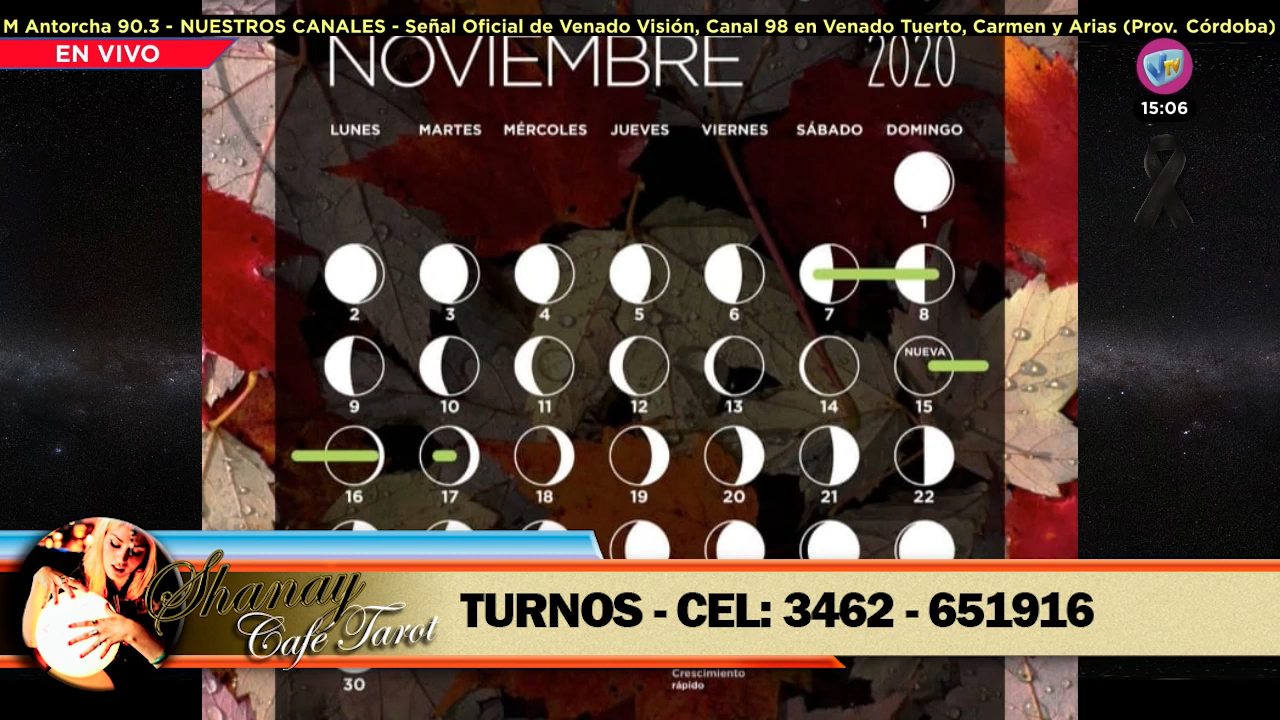 M Antorcha 90.3 - NUESTROS CANALES - Señal Oficial de Venado Visión, Canal 98 en Venado Tuerto, Carmen y Arias (Prov. Córdoba)
EN VIVO
NOVIEMBRE 2020
TV
15:06
LUNES MARTES MÉRCOLES JUEVES VIERNES SÁBADO DOMINGO
1
2 3 4 5 6 7 8
NUEVA
9 10 11 12 13 14 15
16 17 18 19 20 21 22
Shanay
Café Tarot
TURNOS - CEL: 3462 - 651916
30
Crescimiento
rápido